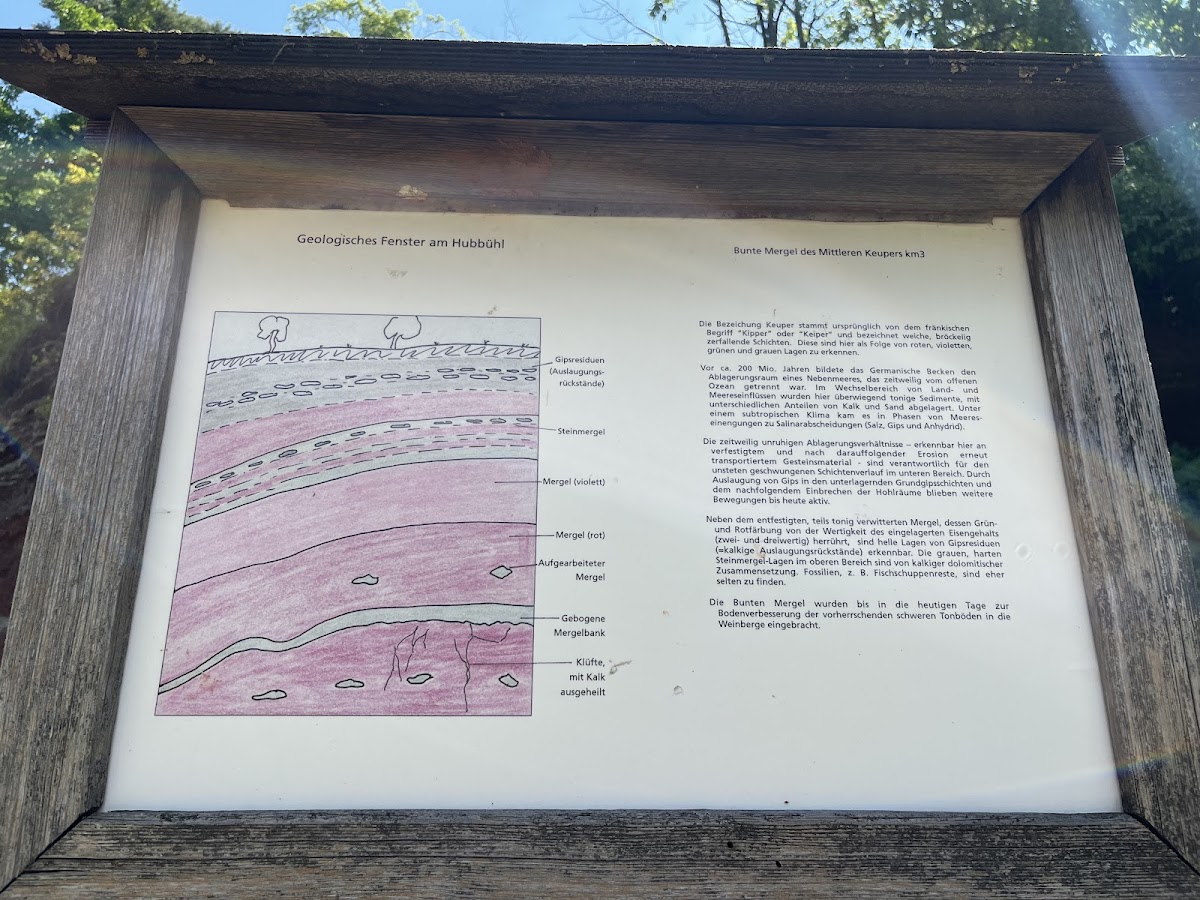 Geologisches Fenster am Hubbühl
Gipsresiduen
(Auslaugungs-
rückstände)
Steinmergel
Mergel (violett)
Mergel (rot)
Aufgearbeiteter
Mergel
Gebogene
Mergelbank
Klüfte,
mit Kalk
ausgeheilt
Bunte Mergel des Mittleren Keupers km3
Die Bezeichung Keuper stammt ursprünglich von dem fränkischen
Begriff "Kipper" oder "Keiper" und bezeichnet weiche, bröckelig
zerfallende Schichten. Diese sind hier als Folge von roten, violetten,
grünen und grauen Lagen zu erkennen.
Vor ca. 200 Mio. Jahren bildete das Germanische Becken den
Ablagerungsraum eines Nebenmeeres, das zeitweilig vom offenen
Ozean getrennt war. Im Wechselbereich von Land- und
Meereseinflüssen wurden hier überwiegend tonige Sedimente, mit
unterschiedlichen Anteilen von Kalk und Sand abgelagert. Unter
einem subtropischen Klima kam es in Phasen von Meeres-
einengungen zu Salinarabscheidungen (Salz, Gips und Anhydrid).
Die zeitweilig unruhigen Ablagerungsverhältnisse – erkennbar hier an
verfestigtem und nach darauffolgender Erosion erneut
transportiertem Gesteinsmaterial - sind verantwortlich für den
unsteten geschwungenen Schichtenverlauf im unteren Bereich. Durch
Auslaugung von Gips in den unterlagernden Grundgipsschichten und
dem nachfolgendem Einbrechen der Hohlräume blieben weitere
Bewegungen bis heute aktiv.
Neben dem entfestigten, teils tonig verwitterten Mergel, dessen Grün-
und Rotfärbung von der Wertigkeit des eingelagerten Eisengehalts
(zwei- und dreiwertig) herrührt, sind helle Lagen von Gipsresiduen
(=kalkige Auslaugungsrückstände) erkennbar. Die grauen, harten
Steinmergel-Lagen im oberen Bereich sind von kalkiger dolomitischer
Zusammensetzung. Fossilien, z. B. Fischschuppenreste, sind eher
selten zu finden.
Die Bunten Mergel wurden bis in die heutigen Tage zur
Bodenverbesserung der vorherrschenden schweren Tonböden in die
Weinberge eingebracht.